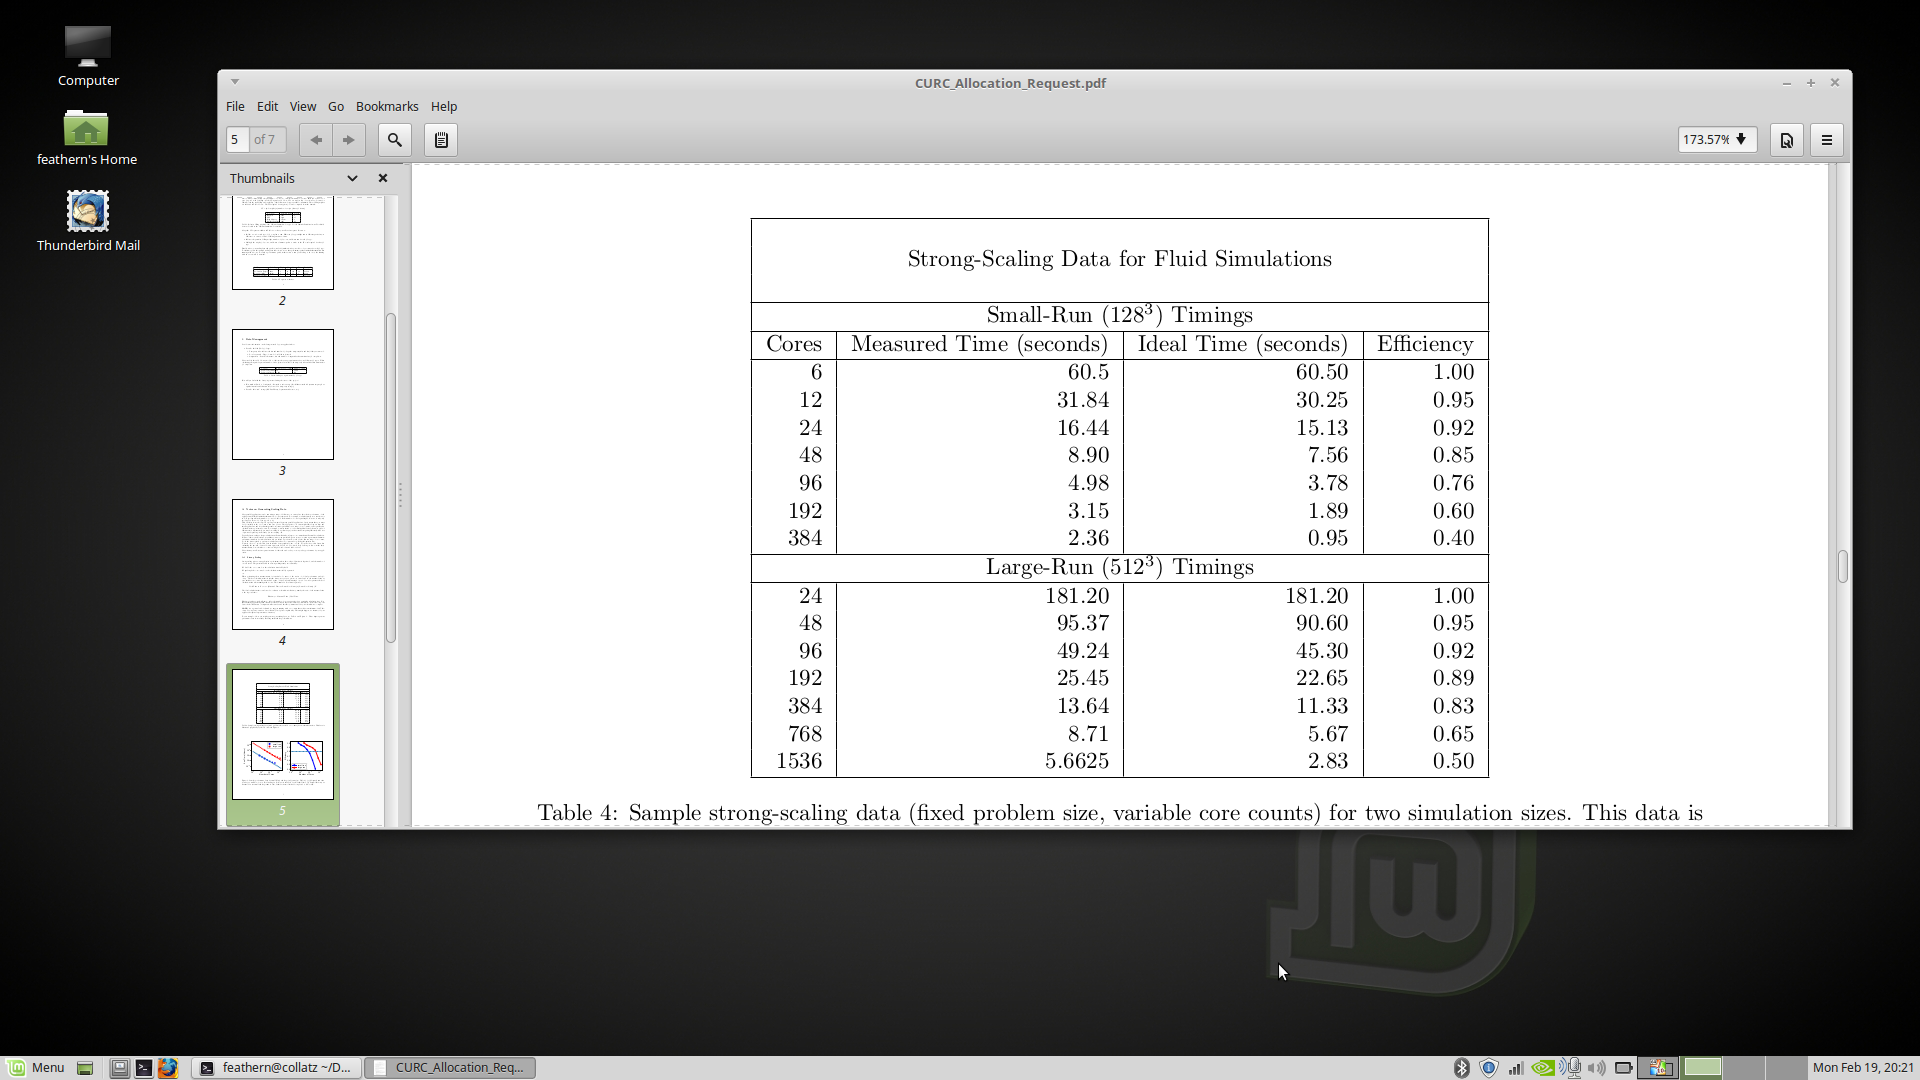 Computer
feathern's Home
Thunderbird Mail
CURC_Allocation_Request.pdf
File Edit View Go Bookmarks Help
5 of 7
173.57%
Thumbnails
2
3
4
5
Strong-Scaling Data for Fluid Simulations
Small-Run (128³) Timings
Cores Measured Time (seconds) Ideal Time (seconds) Efficiency
6 60.5 60.50 1.00
12 31.84 30.25 0.95
24 16.44 15.13 0.92
48 8.90 7.56 0.85
96 4.98 3.78 0.76
192 3.15 1.89 0.60
384 2.36 0.95 0.40
Large-Run (512³) Timings
24 181.20 181.20 1.00
48 95.37 90.60 0.95
96 49.24 45.30 0.92
192 25.45 22.65 0.89
384 13.64 11.33 0.83
768 8.71 5.67 0.65
1536 5.6625 2.83 0.50
Table 4: Sample strong-scaling data (fixed problem size, variable core counts) for two simulation sizes. This data is
Menu feathern@collatz ~/D... CURC_Allocation_Req... Mon Feb 19, 20:21